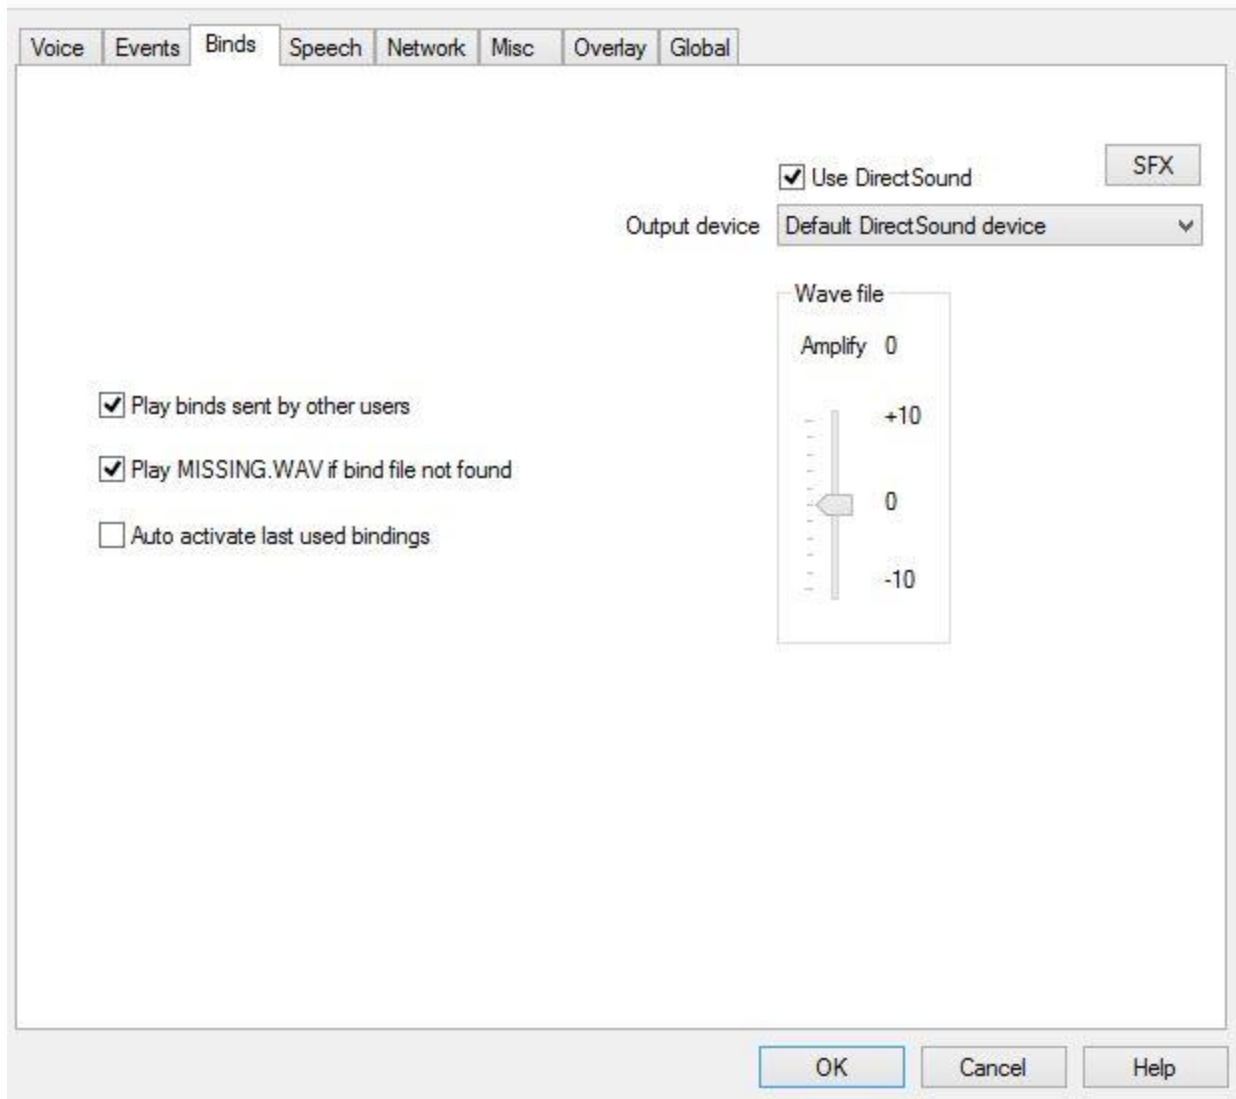 Voice Events Binds Speech Network Misc Overlay Global
Use DirectSound SFX
Output device Default DirectSound device
Wave file
Amplify 0
Play binds sent by other users +10
Play MISSING.WAV if bind file not found
0
Auto activate last used bindings
-10
OK Cancel Help